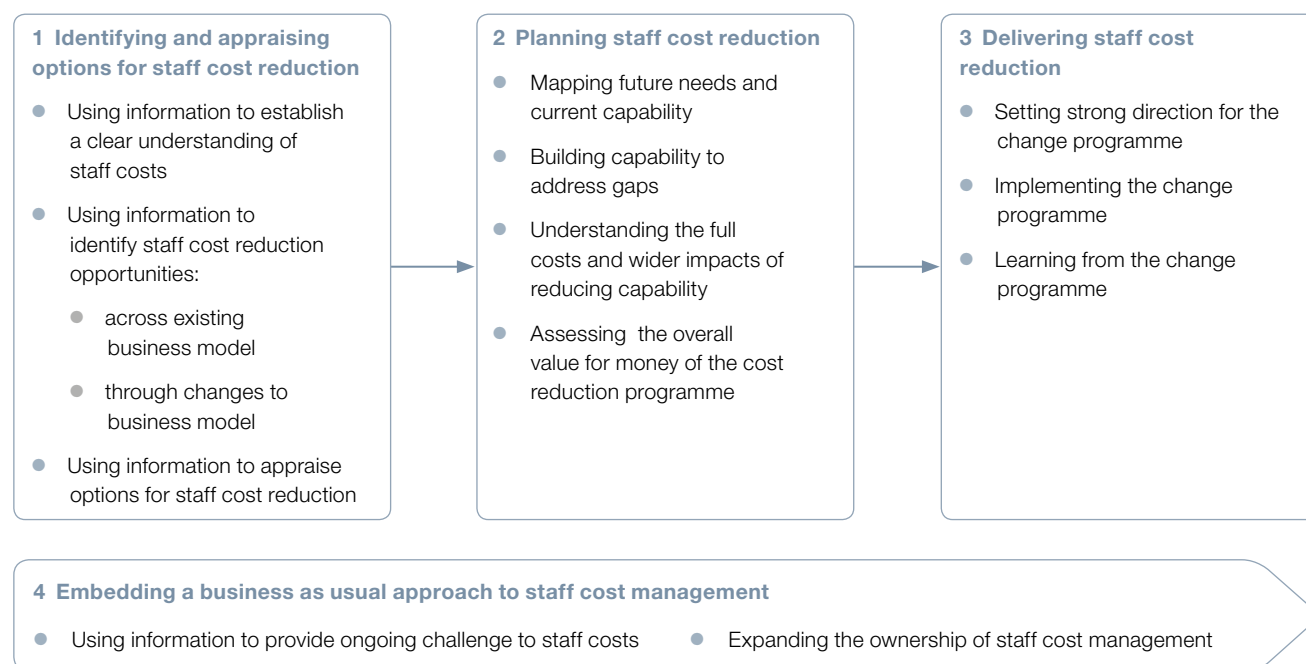 1 Identifying and appraising
options for staff cost reduction
Using information to establish
a clear understanding of
staff costs
Using information to
identify staff cost reduction
opportunities:
across existing
business model
through changes to
business model
Using information to appraise
options for staff cost reduction
2 Planning staff cost reduction
Mapping future needs and
current capability
Building capability to
address gaps
Understanding the full
costs and wider impacts of
reducing capability
Assessing the overall
value for money of the cost
reduction programme
3 Delivering staff cost
reduction
Setting strong direction for the
change programme
Implementing the change
programme
Learning from the change
programme
4 Embedding a business as usual approach to staff cost management
Using information to provide ongoing challenge to staff costs
Expanding the ownership of staff cost management